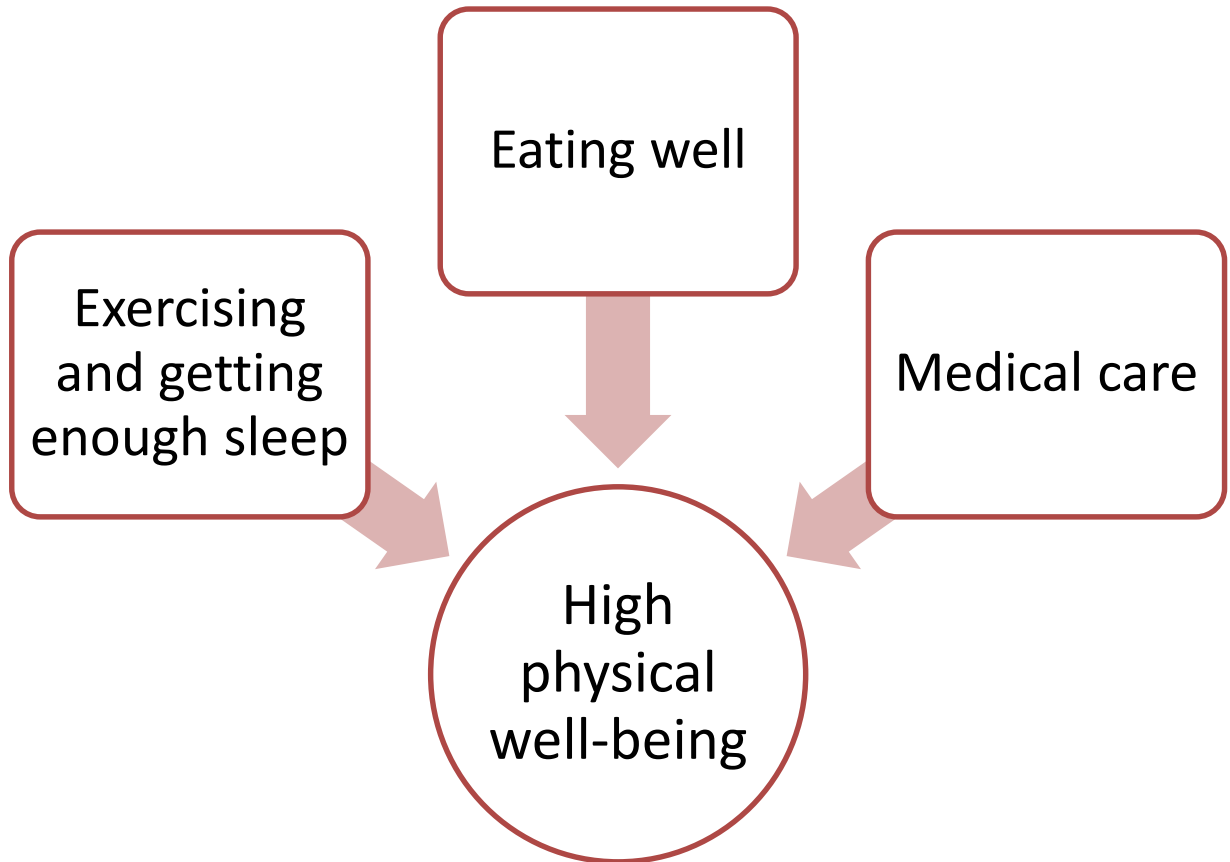 Eating well
Exercising
and getting
enough sleep
Medical care
High
physical
well-being